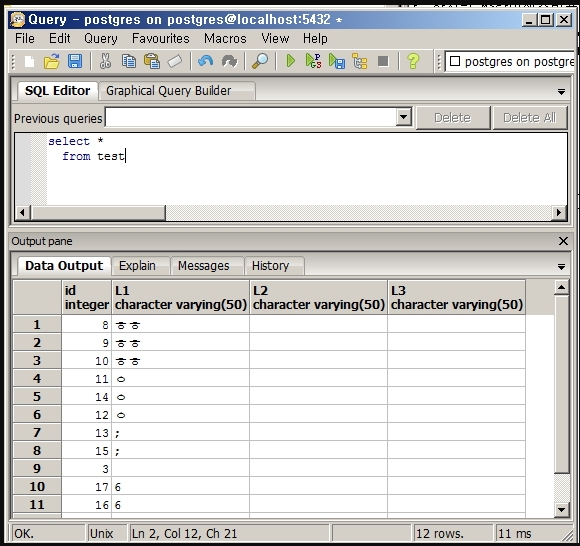 Query - postgres on postgres@localhost:5432 *
File Edit Query Favourites Macros View Help
postgres on postgre
SQL Editor Graphical Query Builder
Previous queries Delete Delete All
select *
from test
Output pane
Data Output Explain Messages History
id L1 L2 L3
integer character varying(50) character varying(50) character varying(50)
1 8 ㅎㅎ
2 9 ㅎㅎ
3 10 ㅎㅎ
4 11 ㅇ
5 14 ㅇ
6 12 ㅇ
7 13 ;
8 15 ;
9 3
10 17 6
11 16 6
OK. Unix Ln 2, Col 12, Ch 21 12 rows. 11 ms